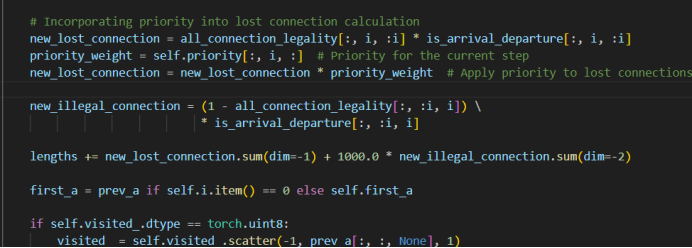 # Incorporating priority into lost connection calculation
new_lost_connection = all_connection_legality[:, i, :i] * is_arrival_departure[:, i, :i]
priority_weight = self.priority[:, i, :]  # Priority for the current step
new_lost_connection = new_lost_connection * priority_weight  # Apply priority to lost connections
new_illegal_connection = (1 - all_connection_legality[:, :i, i]) \
* is_arrival_departure[:, :i, i]
lengths += new_lost_connection.sum(dim=-1) + 1000.0 * new_illegal_connection.sum(dim=-2)
first_a = prev_a if self.i.item() == 0 else self.first_a
if self.visited_.dtype == torch.uint8:
visited_ = self.visited_.scatter(-1, prev_a[:, :, None], 1)